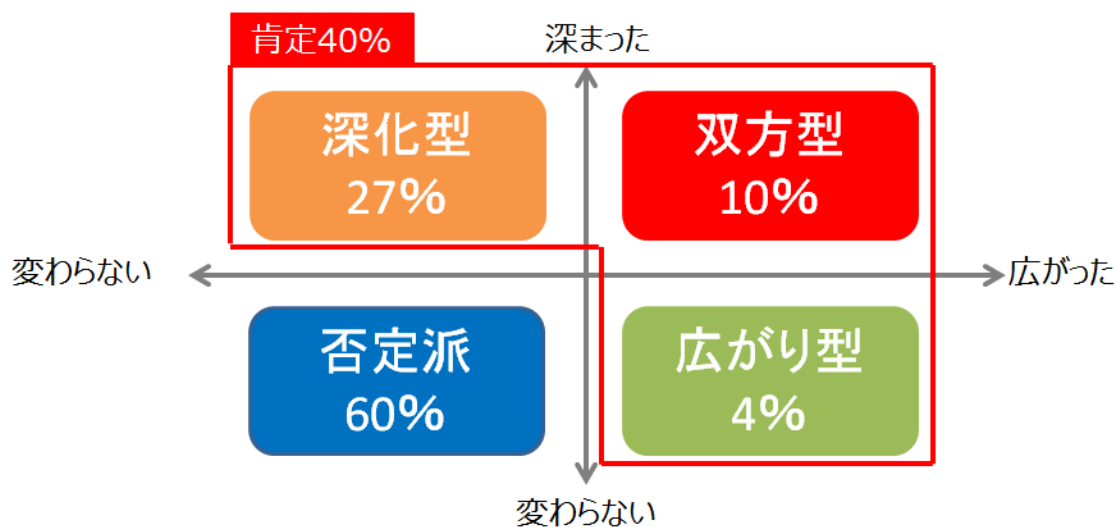 肯定40%
深まった
深化型
27%
双方型
10%
変わらない
広がった
否定派
60%
広がり型
4%
変わらない